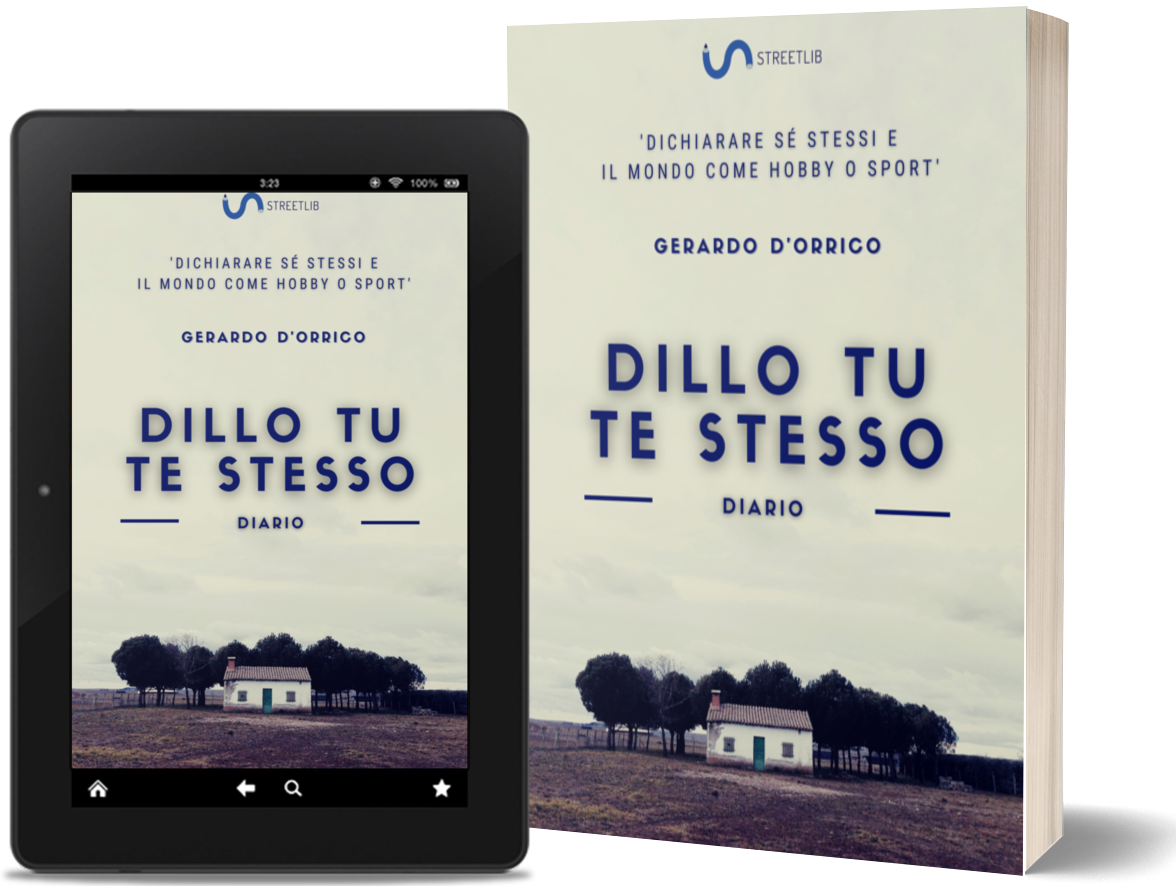 3:23
100%
STREETLIB
'DICHIARARE SÉ STESSI E
IL MONDO COME HOBBY O SPORT'
GERARDO D'ORRICO
DILLO TU
TE STESSO
DIARIO
STREETLIB
'DICHIARARE SÉ STESSI E
IL MONDO COME HOBBY O SPORT'
GERARDO D'ORRICO
DILLO TU
TE STESSO
DIARIO